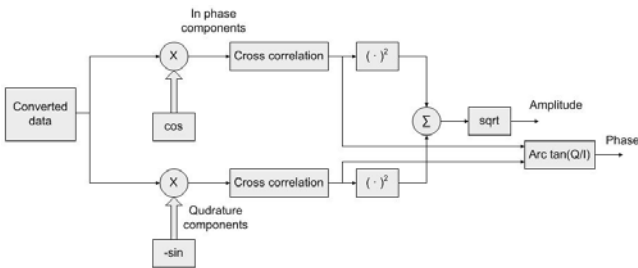 In phase
components
X
Cross correlation
( · )²
Converted
data
cos
Σ
sqrt
Amplitude
Phase
Arc tan(Q/I)
X
Cross correlation
( · )²
Qudrature
components
-sin